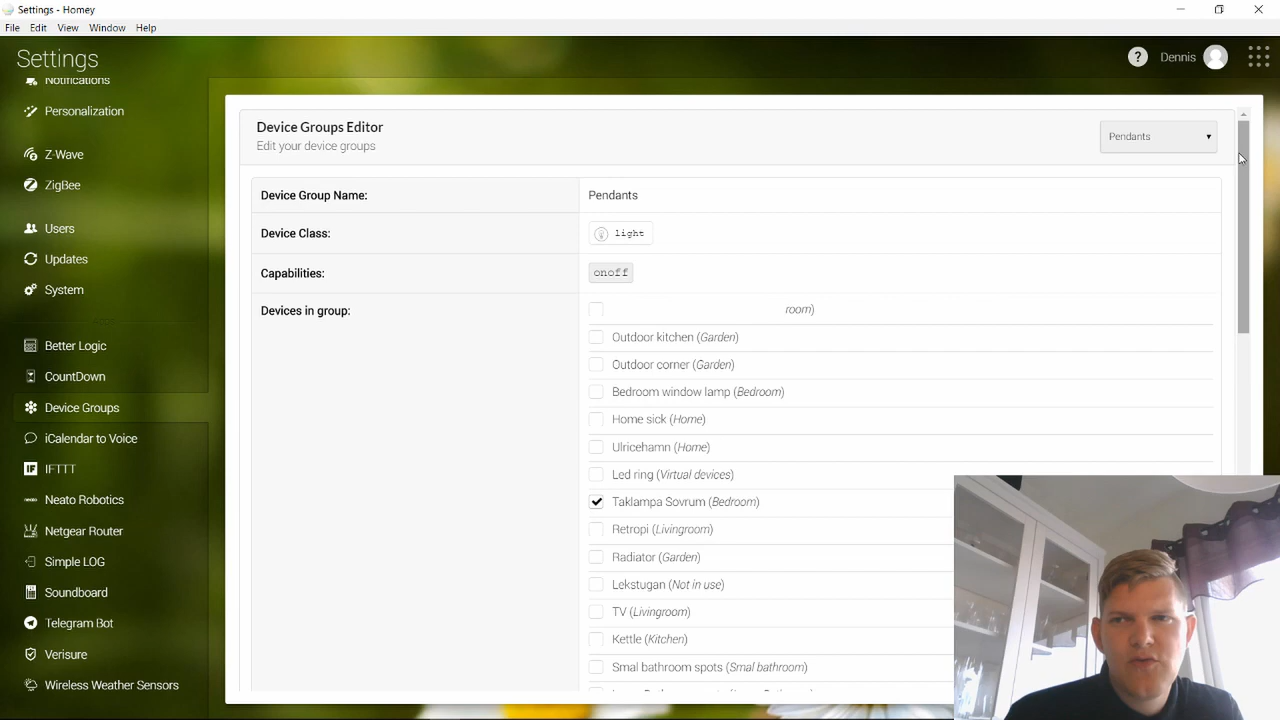 Settings - Homey
File Edit View Window Help
Settings
? Dennis
Notifications
Personalization
Z-Wave
ZigBee
Users
Updates
System
Better Logic
CountDown
Device Groups
iCalendar to Voice
IF IFTTT
Neato Robotics
Netgear Router
Simple LOG
Soundboard
Telegram Bot
Verisure
Wireless Weather Sensors
Device Groups Editor
Edit your device groups
Pendants
Device Group Name: Pendants
Device Class: light
Capabilities: onoff
Devices in group:
room)
Outdoor kitchen (Garden)
Outdoor corner (Garden)
Bedroom window lamp (Bedroom)
Home sick (Home)
Ulricehamn (Home)
Led ring (Virtual devices)
Taklampa Sovrum (Bedroom)
Retropi (Livingroom)
Radiator (Garden)
Lekstugan (Not in use)
TV (Livingroom)
Kettle (Kitchen)
Smal bathroom spots (Smal bathroom)